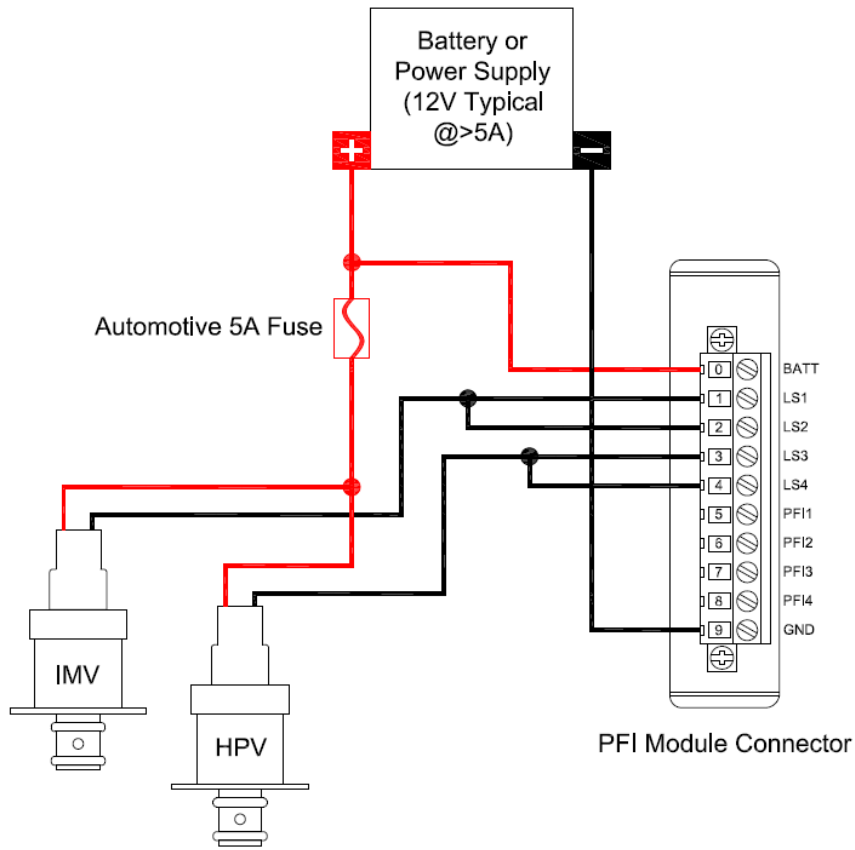 Battery or
Power Supply
(12V Typical
@>5A)
+
-
Automotive 5A Fuse
0 BATT
1 LS1
2 LS2
3 LS3
4 LS4
5 PFI1
6 PFI2
7 PFI3
8 PFI4
9 GND
IMV
HPV
PFI Module Connector